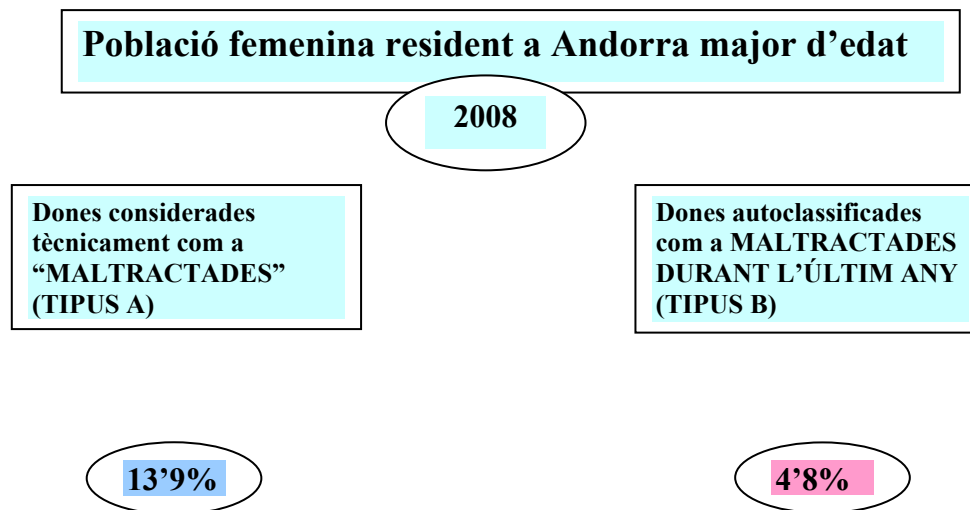 Població femenina resident a Andorra major d’edat
2008
Dones considerades
tècnicament com a
“MALTRACTADES”
(TIPUS A)
Dones autoclassificades
com a MALTRACTADES
DURANT L’ÚLTIM ANY
(TIPUS B)
13’9%
4’8%